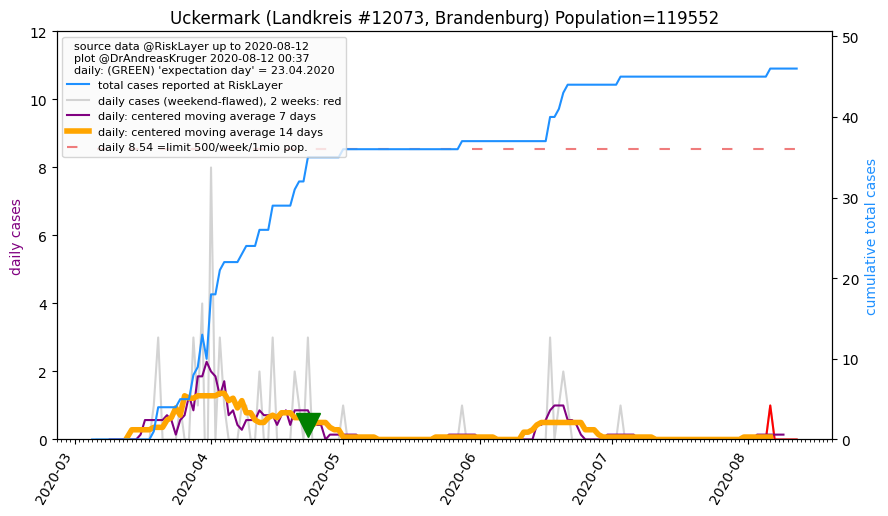 Uckermark (Landkreis #12073, Brandenburg) Population=119552
source data @RiskLayer up to 2020-08-12
plot @DrAndreasKruger 2020-08-12 00:37
daily: (GREEN) 'expectation day' = 23.04.2020
total cases reported at RiskLayer
daily cases (weekend-flawed), 2 weeks: red
daily: centered moving average 7 days
daily: centered moving average 14 days
daily 8.54 =limit 500/week/1mio pop.
daily cases
12
10
8
6
4
2
0
50
40
30
20
10
0
cumulative total cases
2020-03
2020-04
2020-05
2020-06
2020-07
2020-08